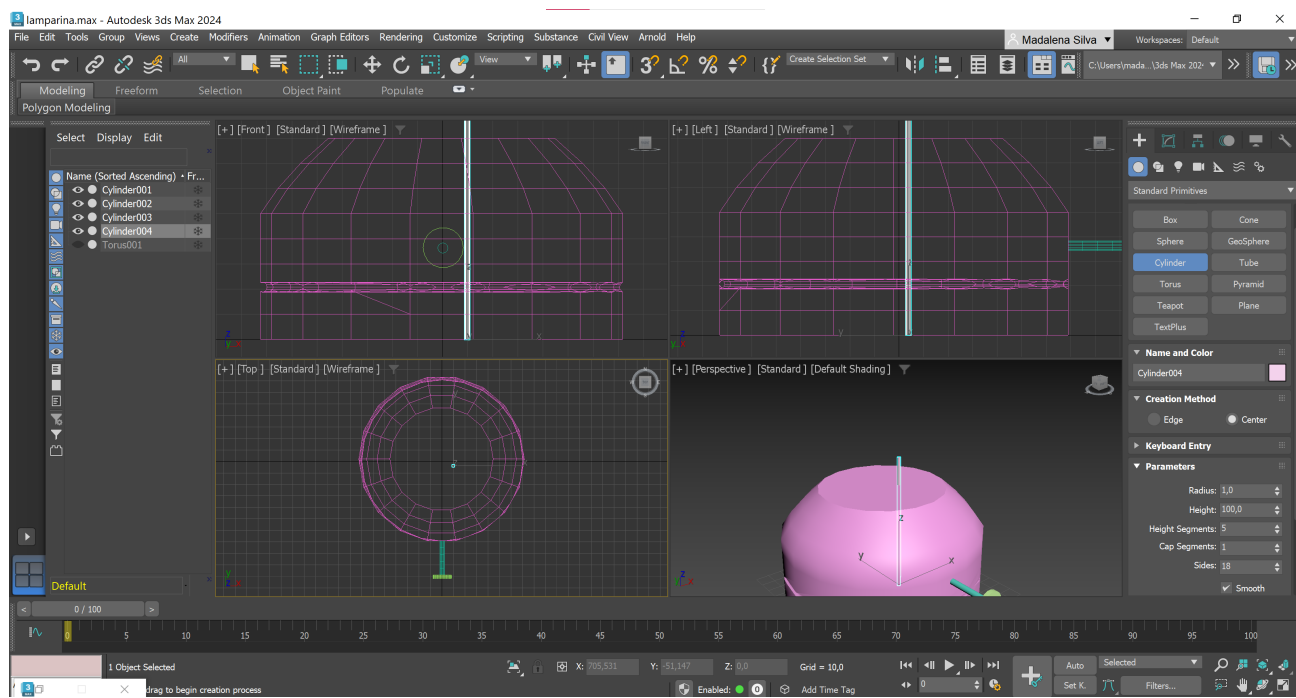 lamparina.max - Autodesk 3ds Max 2024
File Edit Tools Group Views Create Modifiers Animation Graph Editors Rendering Customize Scripting Substance Civil View Arnold Help
Madalena Silva
Workspaces: Default
All
View
Create Selection Set
C:\Users\mada...\3ds Max 202
Modeling Freeform Selection Object Paint Populate
Polygon Modeling
Select Display Edit
Name (Sorted Ascending) Fr...
Cylinder001
Cylinder002
Cylinder003
Cylinder004
Torus001
Default
[+] [Front] [Standard] [Wireframe]
[+] [Left] [Standard] [Wireframe]
[+] [Top] [Standard] [Wireframe]
[+] [Perspective] [Standard] [Default Shading]
Standard Primitives
Box Cone
Sphere GeoSphere
Cylinder Tube
Torus Pyramid
Teapot Plane
TextPlus
Name and Color
Cylinder004
Creation Method
Edge Center
Keyboard Entry
Parameters
Radius: 1,0
Height: 100,0
Height Segments: 5
Cap Segments: 1
Sides: 18
Smooth
0 / 100
0 5 10 15 20 25 30 35 40 45 50 55 60 65 70 75 80 85 90 95 100
1 Object Selected
X: 705,531 Y: -51,147 Z: 0,0 Grid = 10,0
Auto Selected
drag to begin creation process
Enabled: 0 Add Time Tag
0
Set K. Filters...